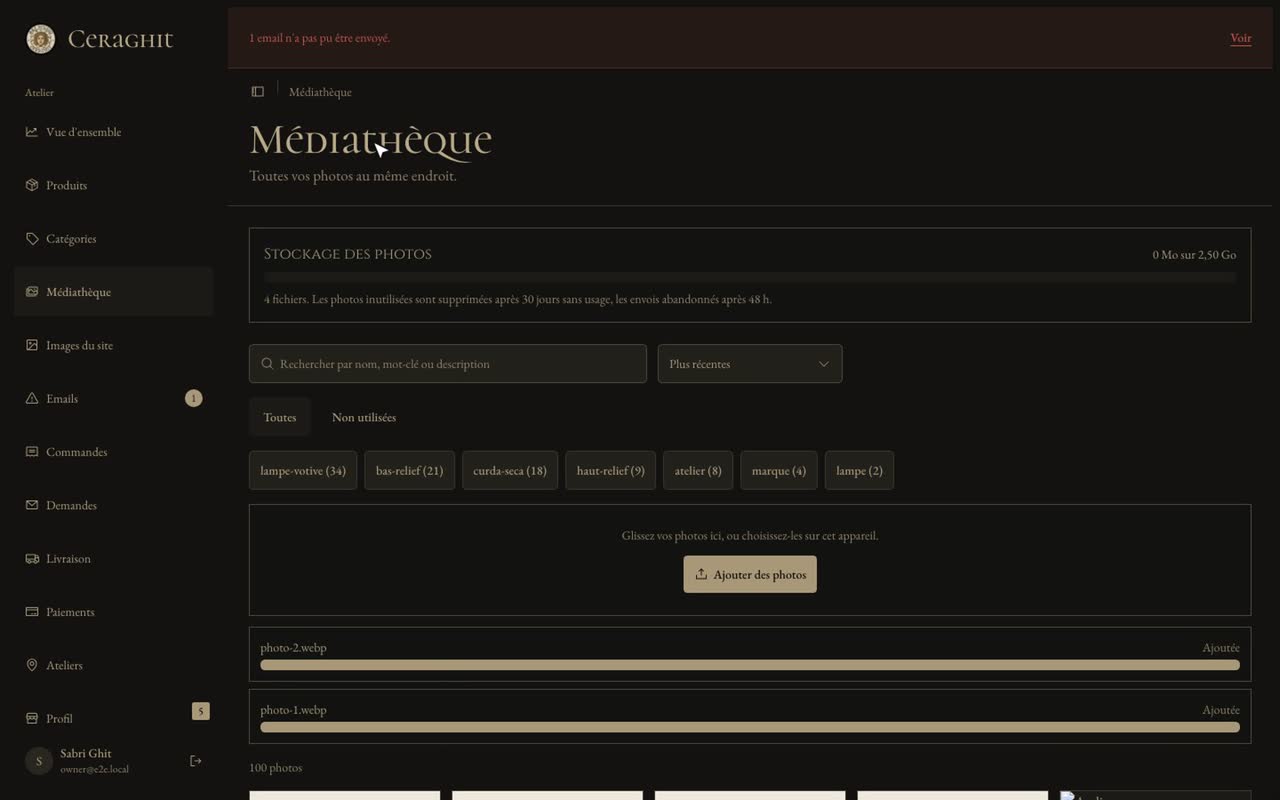 Ceraghit
1 email n'a pas pu être envoyé.
Voir
Atelier
Médiathèque
Vue d'ensemble
Médiathèque
Toutes vos photos au même endroit.
Produits
Catégories
Médiathèque
Images du site
Emails
1
Commandes
Demandes
Livraison
Paiements
Ateliers
Profil
5
S
Sabri Ghit
owner@e2e.local
Stockage des photos
0 Mo sur 2,50 Go
4 fichiers. Les photos inutilisées sont supprimées après 30 jours sans usage, les envois abandonnés après 48 h.
Rechercher par nom, mot-clé ou description
Plus récentes
Toutes
Non utilisées
lampe-votive (34)
bas-relief (21)
curda-seca (18)
haut-relief (9)
atelier (8)
marque (4)
lampe (2)
Glissez vos photos ici, ou choisissez-les sur cet appareil.
Ajouter des photos
photo-2.webp
Ajoutée
photo-1.webp
Ajoutée
100 photos